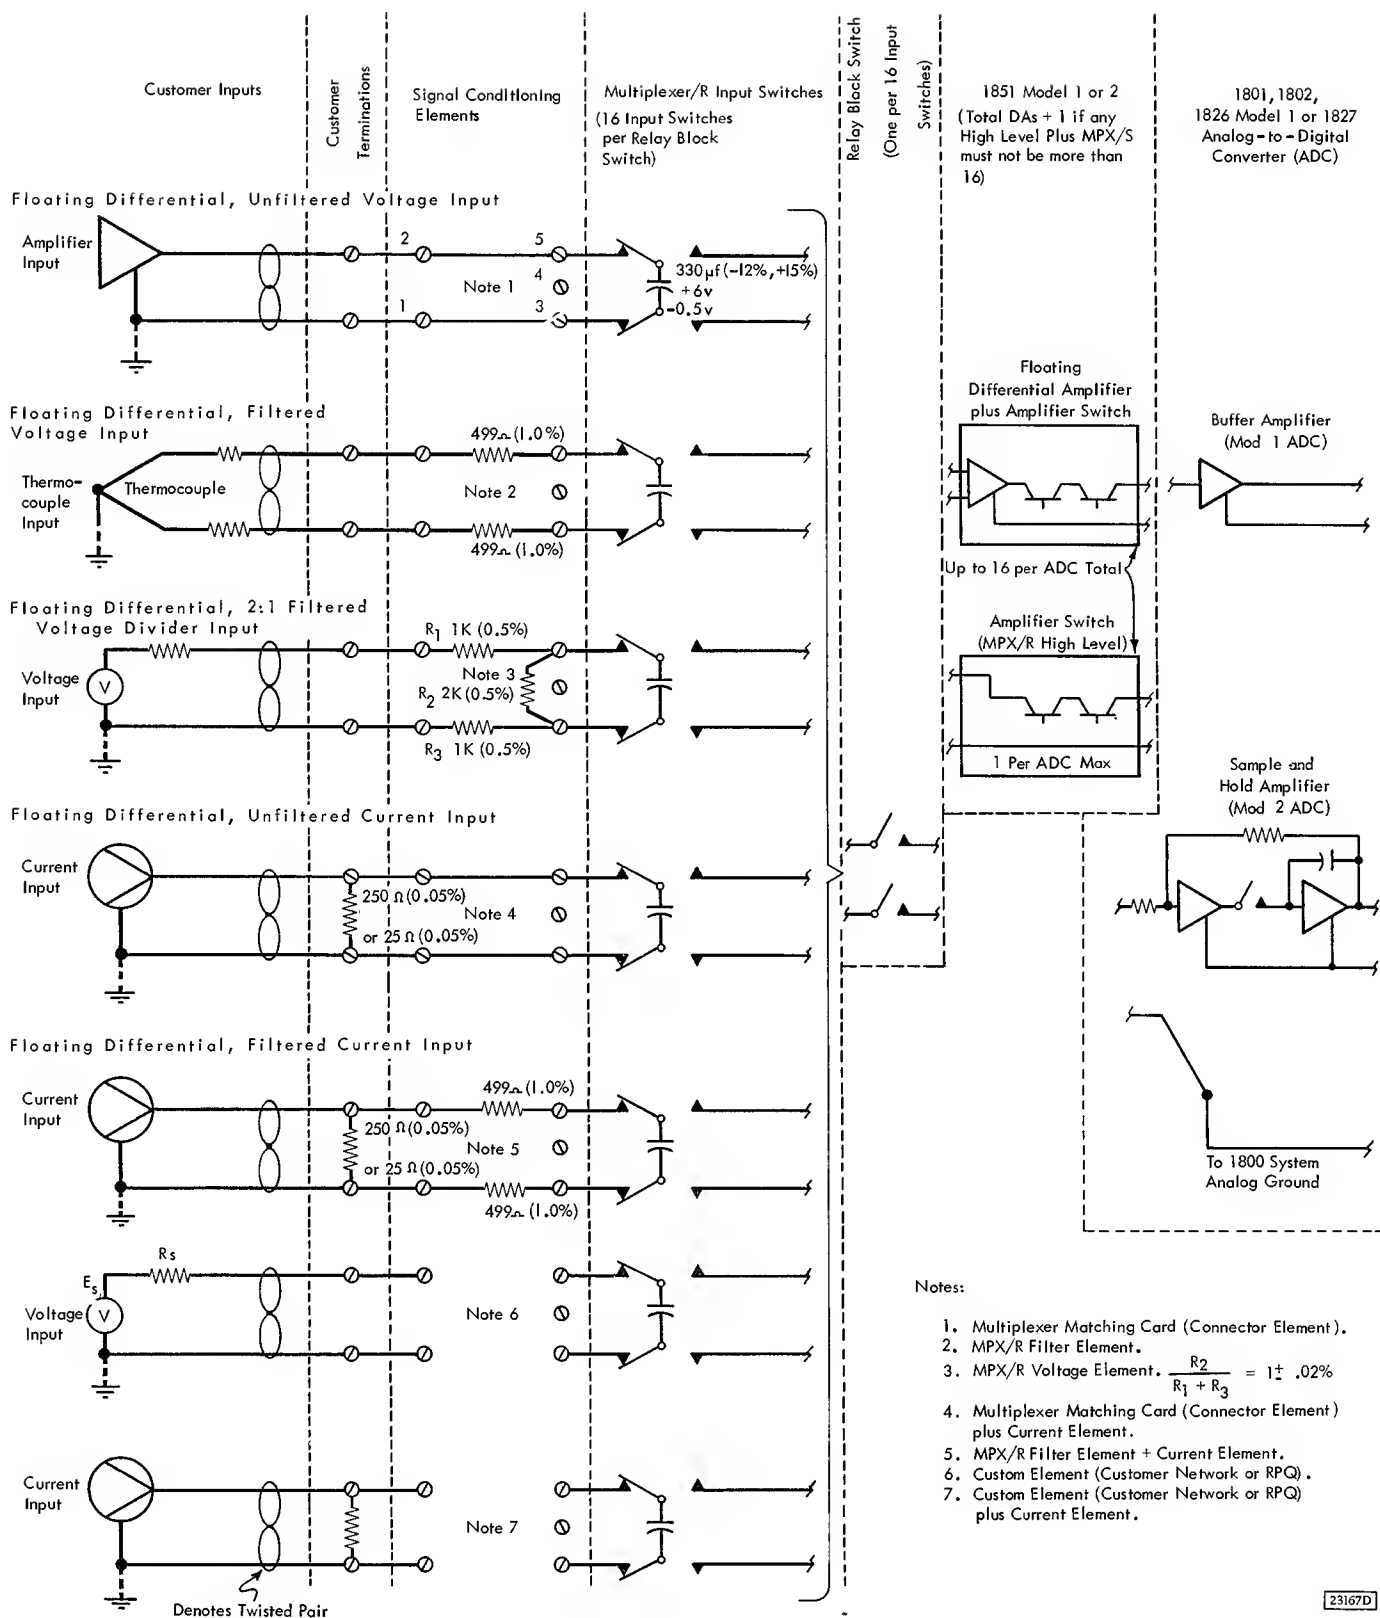 Customer Inputs
Customer
Terminations
Signal Conditioning
Elements
Multiplexer/R Input Switches
(16 Input Switches
per Relay Block
Switch)
Relay Black Switch
(One per 16 Input
Switches)
1851 Model 1 or 2
(Total DAs + 1 if any
High Level Plus MPX/S
must not be more than
16)
1801, 1802,
1826 Model 1 or 1827
Analog-to-Digital
Converter (ADC)
Floating Differential, Unfiltered Voltage Input
Amplifier
Input
2
5
Note 1
4
1
3
330μf(-12%,+15%)
+6v
-0.5v
Floating Differential, Filtered
Voltage Input
Thermo-
couple
Input
Thermocouple
499Ω (1.0%)
Note 2
499Ω (1.0%)
Floating
Differential Amplifier
plus Amplifier Switch
Buffer Amplifier
(Mod 1 ADC)
Up to 16 per ADC Total
Floating Differential, 2:1 Filtered
Voltage Divider Input
Voltage
Input
V
R1 1K (0.5%)
Note 3
R2 2K (0.5%)
R3 1K (0.5%)
Amplifier Switch
(MPX/R High Level)
1 Per ADC Max
Sample and
Hold Amplifier
(Mod 2 ADC)
Floating Differential, Unfiltered Current Input
Current
Input
250 Ω (0.05%)
Note 4
or 25 Ω (0.05%)
Floating Differential, Filtered Current Input
Current
Input
499Ω (1.0%)
250 Ω (0.05%)
Note 5
or 25 Ω (0.05%)
499Ω (1.0%)
To 1800 System
Analog Ground
Rs
Es
Voltage
Input
V
Note 6
Current
Input
Note 7
Denotes Twisted Pair
Notes:
1. Multiplexer Matching Card (Connector Element).
2. MPX/R Filter Element.
3. MPX/R Voltage Element. R2 / (R1 + R3) = 1± .02%
4. Multiplexer Matching Card (Connector Element)
plus Current Element.
5. MPX/R Filter Element + Current Element.
6. Custom Element (Customer Network or RPQ).
7. Custom Element (Customer Network or RPQ)
plus Current Element.
23167D